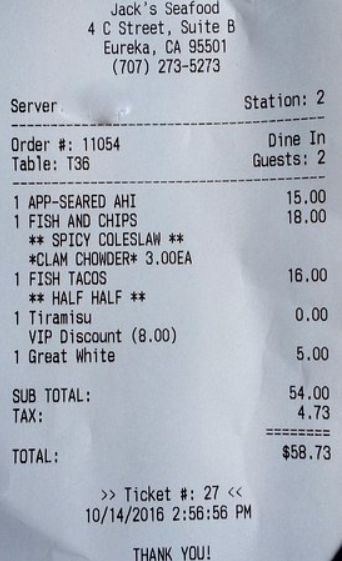 Jack's Seafood
4 C Street, Suite B
Eureka, CA 95501
(707) 273-5273
Server Station: 2
Order #: 11054 Dine In
Table: T36 Guests: 2
1 APP-SEARED AHI 15.00
1 FISH AND CHIPS 18.00
** SPICY COLESLAW **
*CLAM CHOWDER* 3.00EA
1 FISH TACOS 16.00
** HALF HALF **
1 Tiramisu 0.00
VIP Discount (8.00)
1 Great White 5.00
SUB TOTAL: 54.00
TAX: 4.73
========
TOTAL: $58.73
>> Ticket #: 27 <<
10/14/2016 2:56:56 PM
THANK YOU!